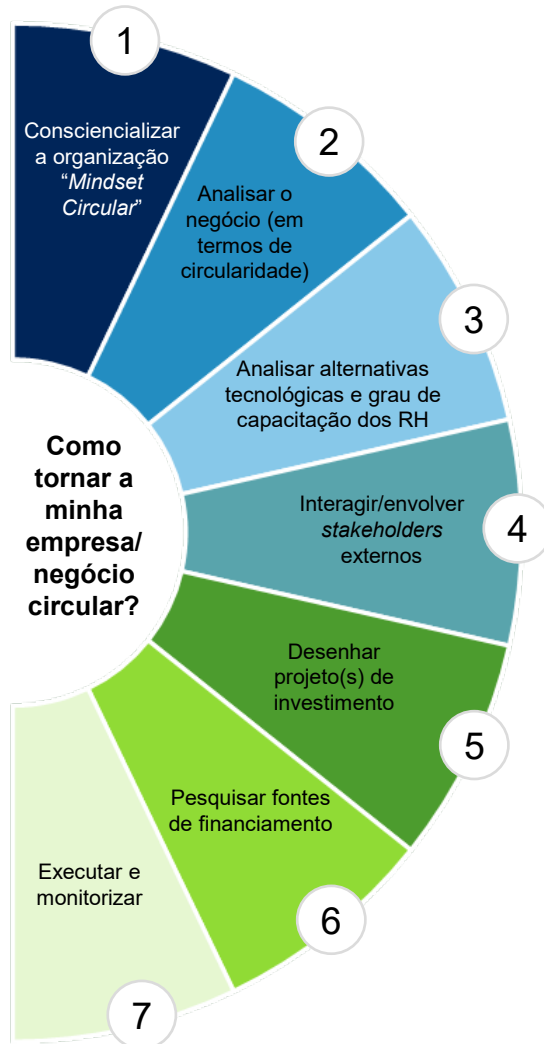 1
Consciencializar
a organização
“Mindset
Circular”
2
Analisar o
negócio (em
termos de
circularidade)
3
Analisar alternativas
tecnológicas e grau de
capacitação dos RH
Como
tornar a
minha
empresa/
negócio
circular?
Interagir/envolver
stakeholders
externos
4
Desenhar
projeto(s) de
investimento
5
Pesquisar fontes
de financiamento
6
Executar e
monitorizar
7